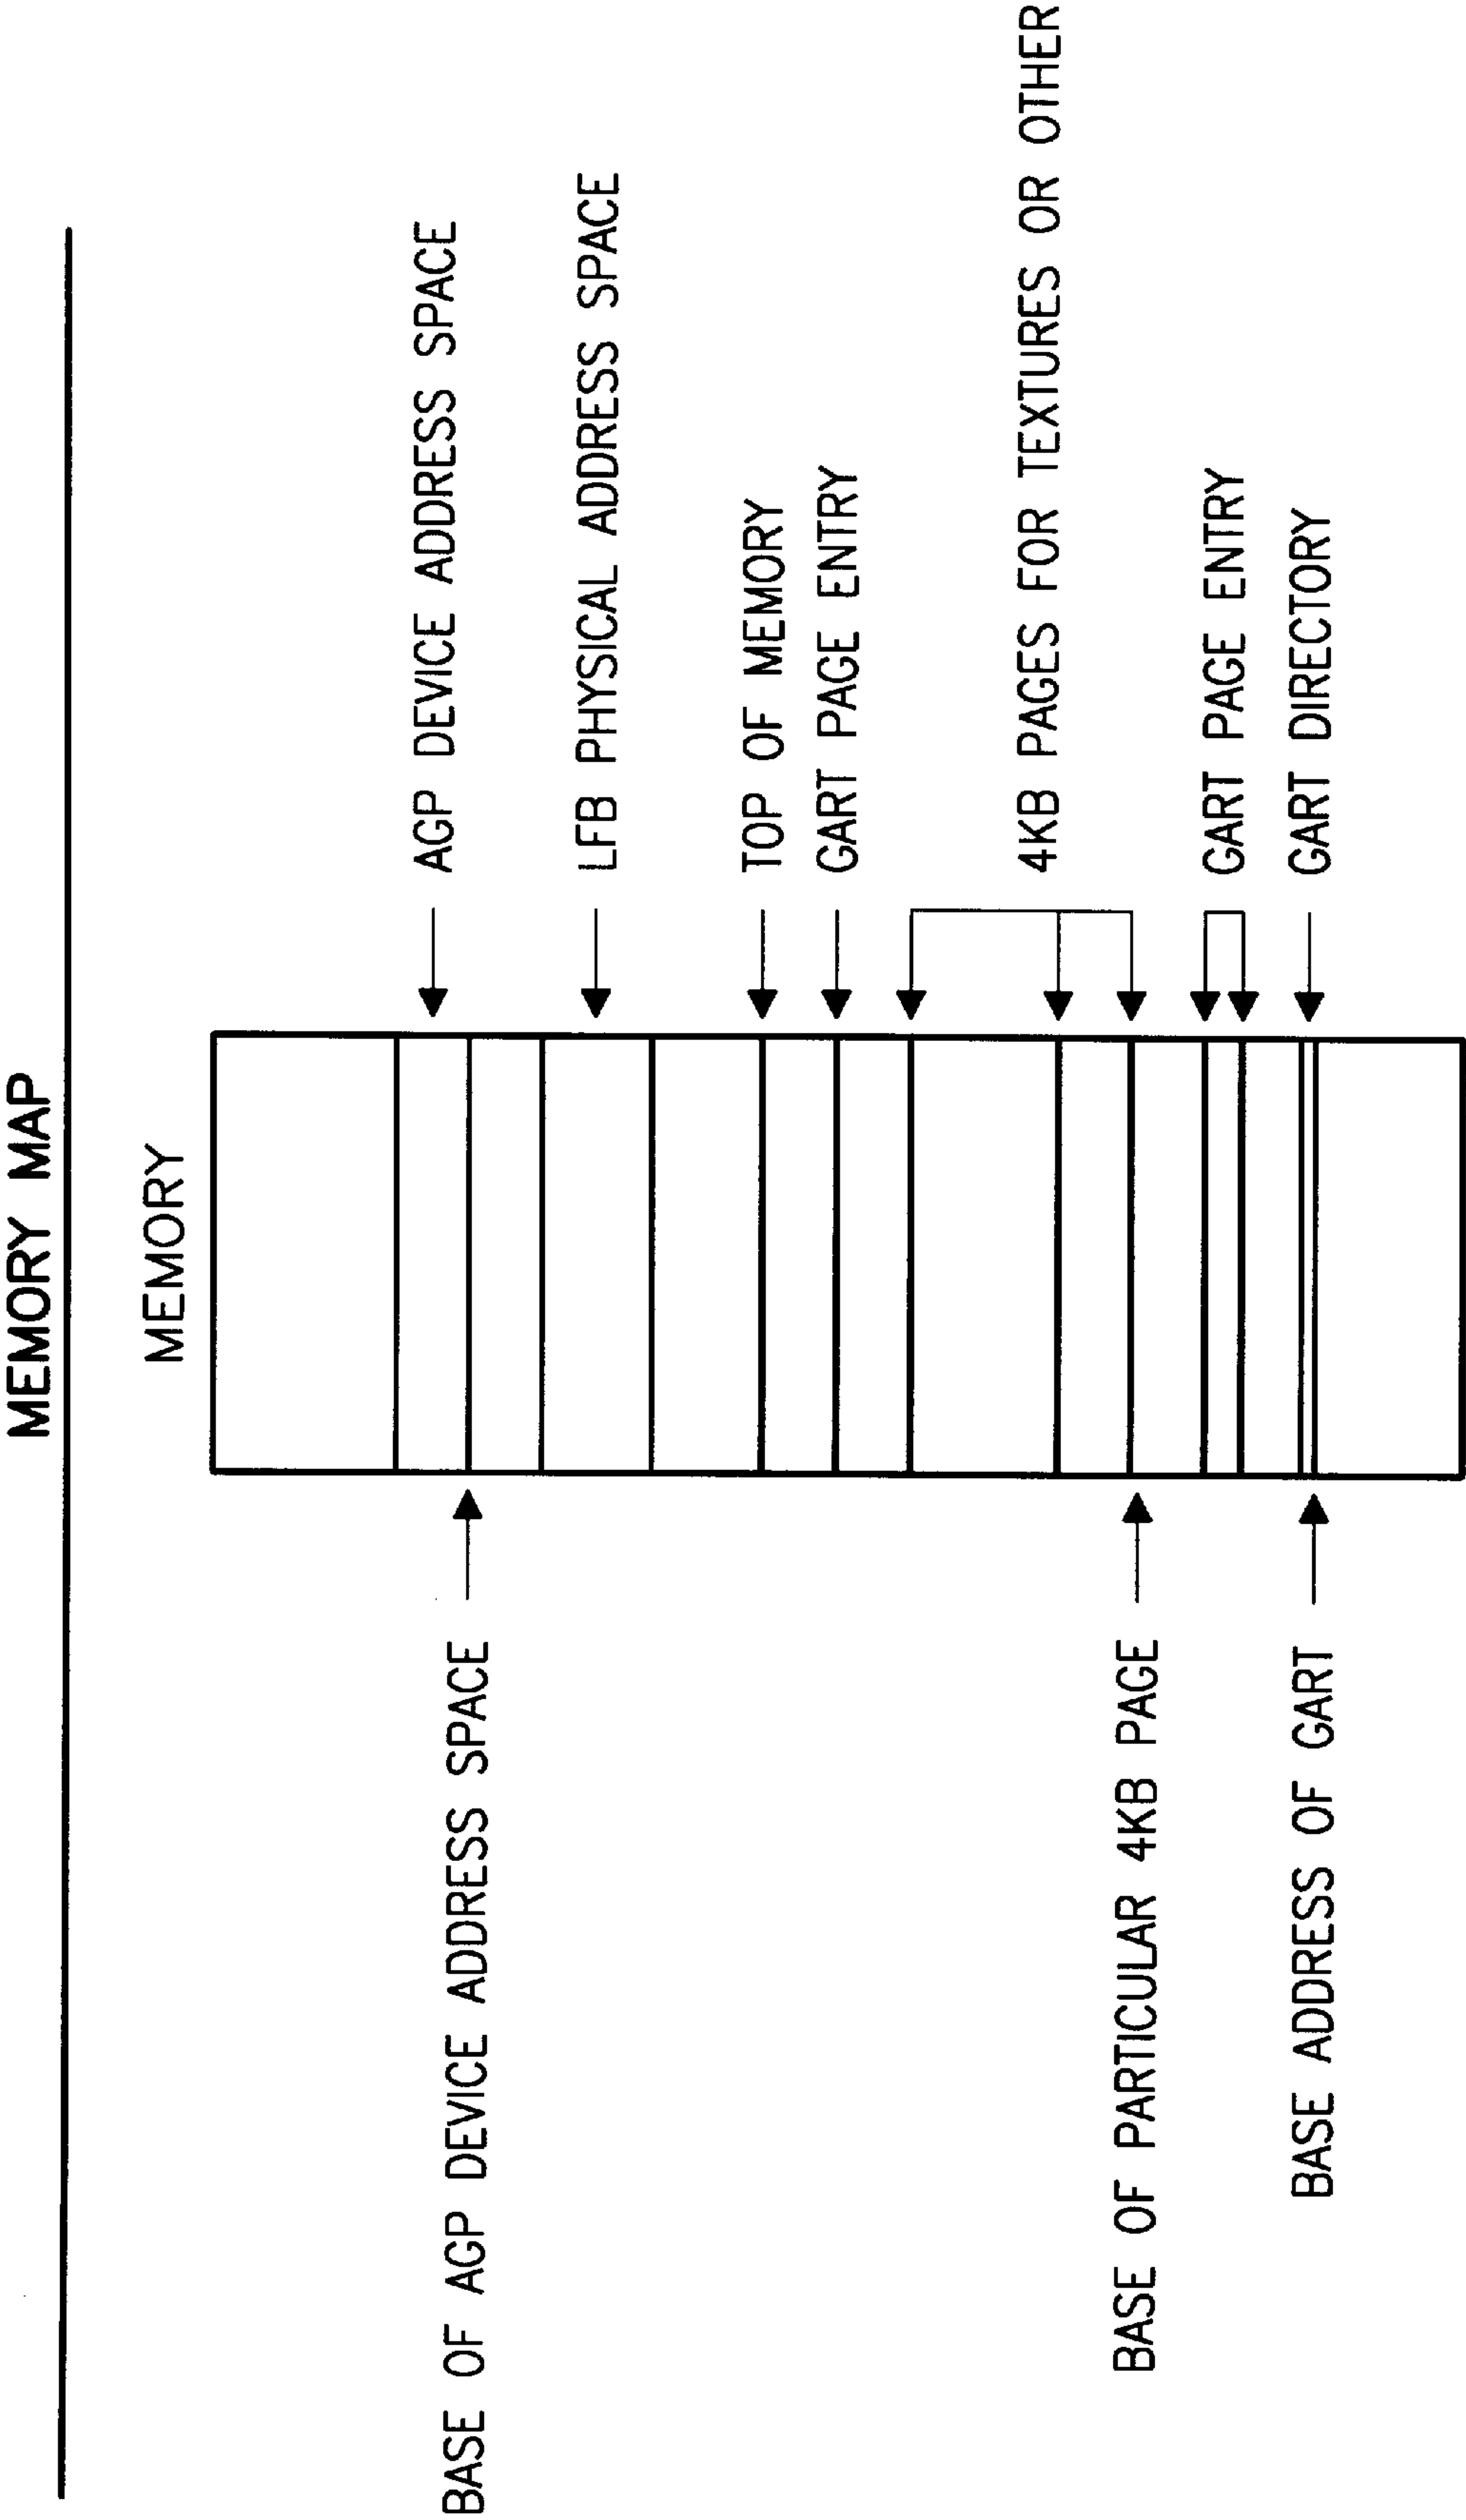 MEMORY MAP
MEMORY
AGP DEVICE ADDRESS SPACE
BASE OF AGP DEVICE ADDRESS SPACE
LFB PHYSICAL ADDRESS SPACE
TOP OF MEMORY
GART PAGE ENTRY
4KB PAGES FOR TEXTURES OR OTHER
BASE OF PARTICULAR 4KB PAGE
GART PAGE ENTRY
GART DIRECTORY
BASE ADDRESS OF GART